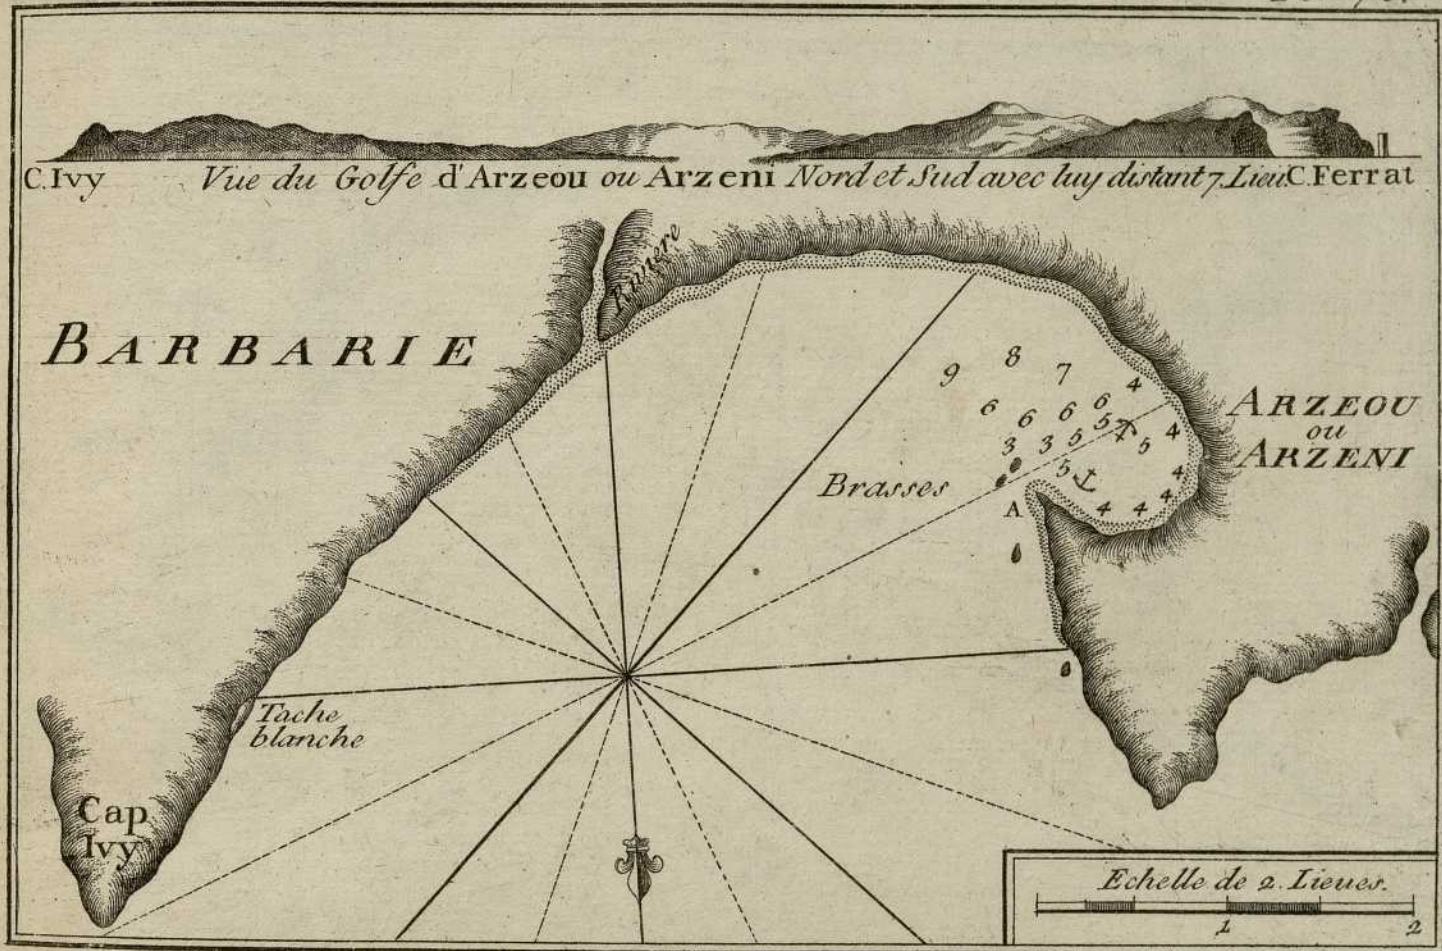 C. Ivy Vue du Golfe d'Arzeou ou Arzeni Nord et Sud avec luy distant 7. Lieu. C. Ferrat
Riviere
BARBARIE
8
9 7 4
6 6 6 6
3 3 5 5 5 4
5 4
4 4 4
ARZEOU
ou
ARZENI
Brasses
A
Tache
blanche
Cap
Ivy
Echelle de 2. Lieues.
1 2